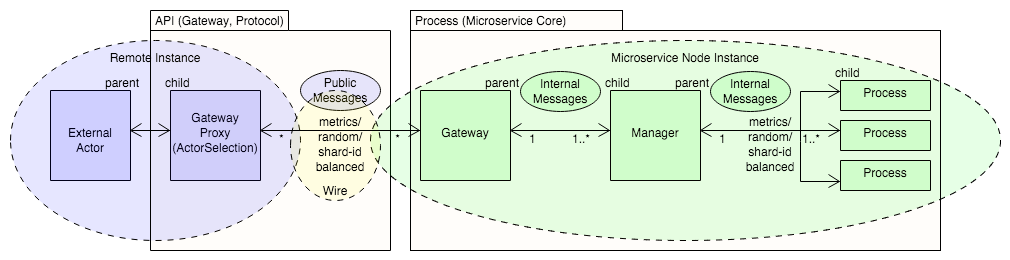 API (Gateway, Protocol)
Process (Microservice Core)
Remote Instance
Microservice Node Instance
parent
child
External
Actor
Gateway
Proxy
(ActorSelection)
Public
Messages
*
*
metrics/
random/
shard-id
balanced
Wire
Gateway
parent
Internal
Messages
child
1
1..*
Manager
parent
Internal
Messages
child
1
metrics/
random/
shard-id
balanced
1..*
Process
Process
Process